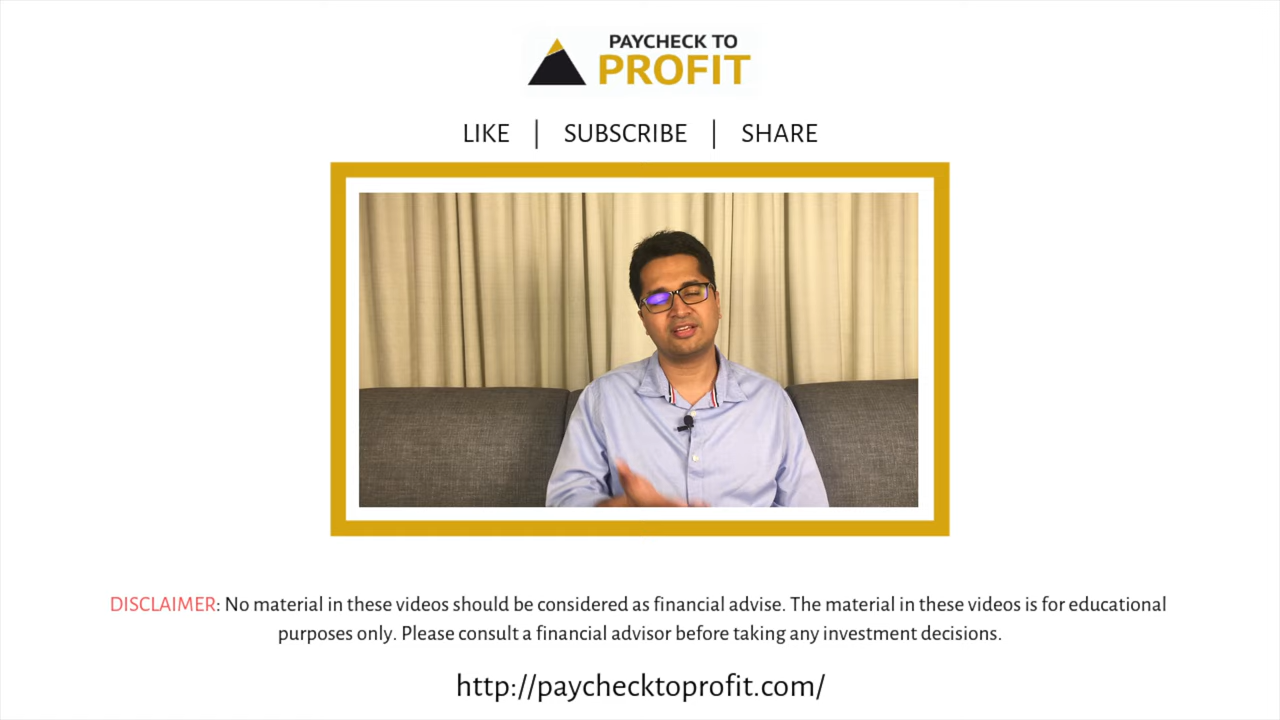 PAYCHECK TO
PROFIT
LIKE | SUBSCRIBE | SHARE
DISCLAIMER: No material in these videos should be considered as financial advise. The material in these videos is for educational
purposes only. Please consult a financial advisor before taking any investment decisions.
http://paychecktoprofit.com/